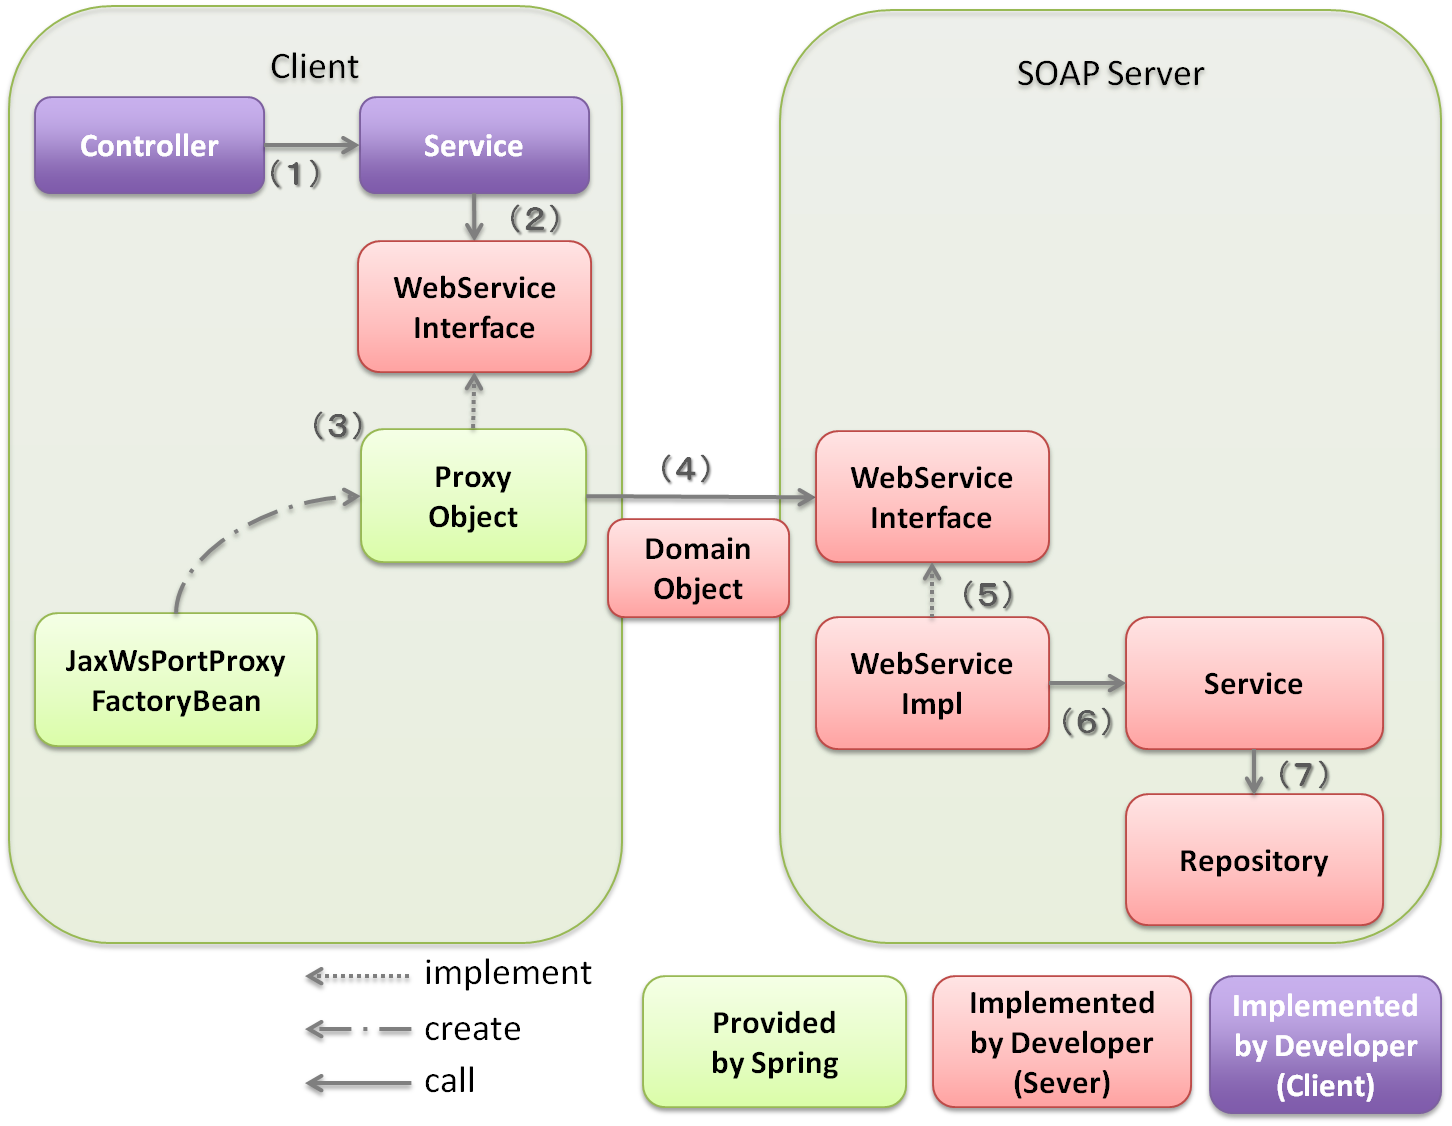 Client
SOAP Server
Controller
Service
（1）
（2）
WebService
Interface
（3）
Proxy
Object
（4）
WebService
Interface
Domain
Object
（5）
JaxWsPortProxy
FactoryBean
WebService
Impl
Service
（6）
（7）
Repository
implement
create
call
Provided
by Spring
Implemented
by Developer
(Sever)
Implemented
by Developer
(Client)